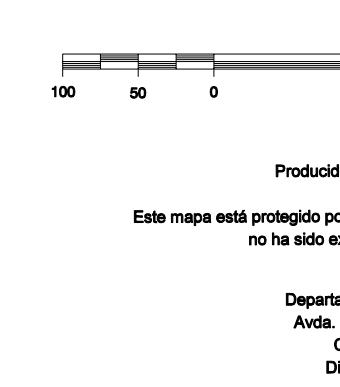 100 50 0
Producid
Este mapa está protegido po
no ha sido ex
Departa
Avda.
C
Di